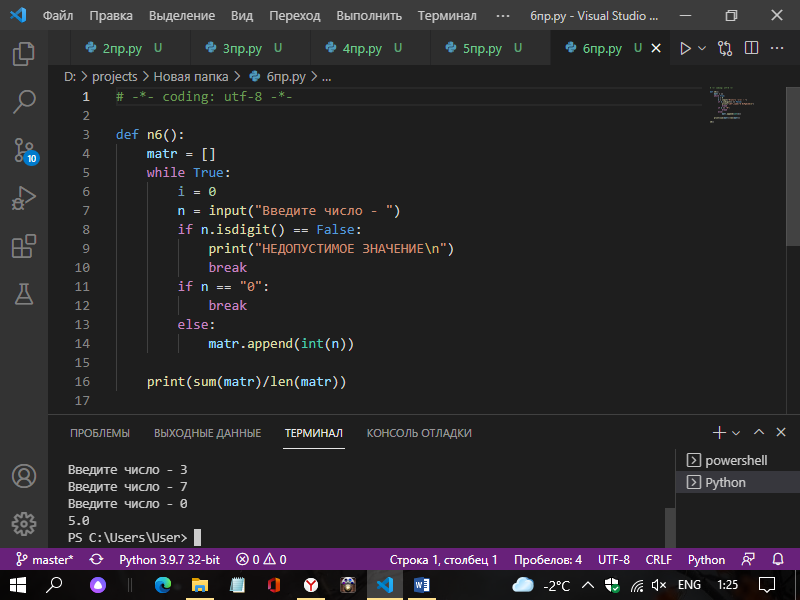 Файл Правка Выделение Вид Переход Выполнить Терминал ··· 6пр.py - Visual Studio ...
2пр.py U 3пр.py U 4пр.py U 5пр.py U 6пр.py U
D: > projects > Новая папка > 6пр.py > ...
1 # -*- coding: utf-8 -*-
2
3 def n6():
4 matr = []
5 while True:
6 i = 0
7 n = input("Введите число - ")
8 if n.isdigit() == False:
9 print("НЕДОПУСТИМОЕ ЗНАЧЕНИЕ\n")
10 break
11 if n == "0":
12 break
13 else:
14 matr.append(int(n))
15
16 print(sum(matr)/len(matr))
17
ПРОБЛЕМЫ ВЫХОДНЫЕ ДАННЫЕ ТЕРМИНАЛ КОНСОЛЬ ОТЛАДКИ
Введите число - 3
Введите число - 7
Введите число - 0
5.0
PS C:\Users\User>
powershell
Python
10
master* Python 3.9.7 32-bit 0 0 Строка 1, столбец 1 Пробелов: 4 UTF-8 CRLF Python
-2°C ENG 1:25